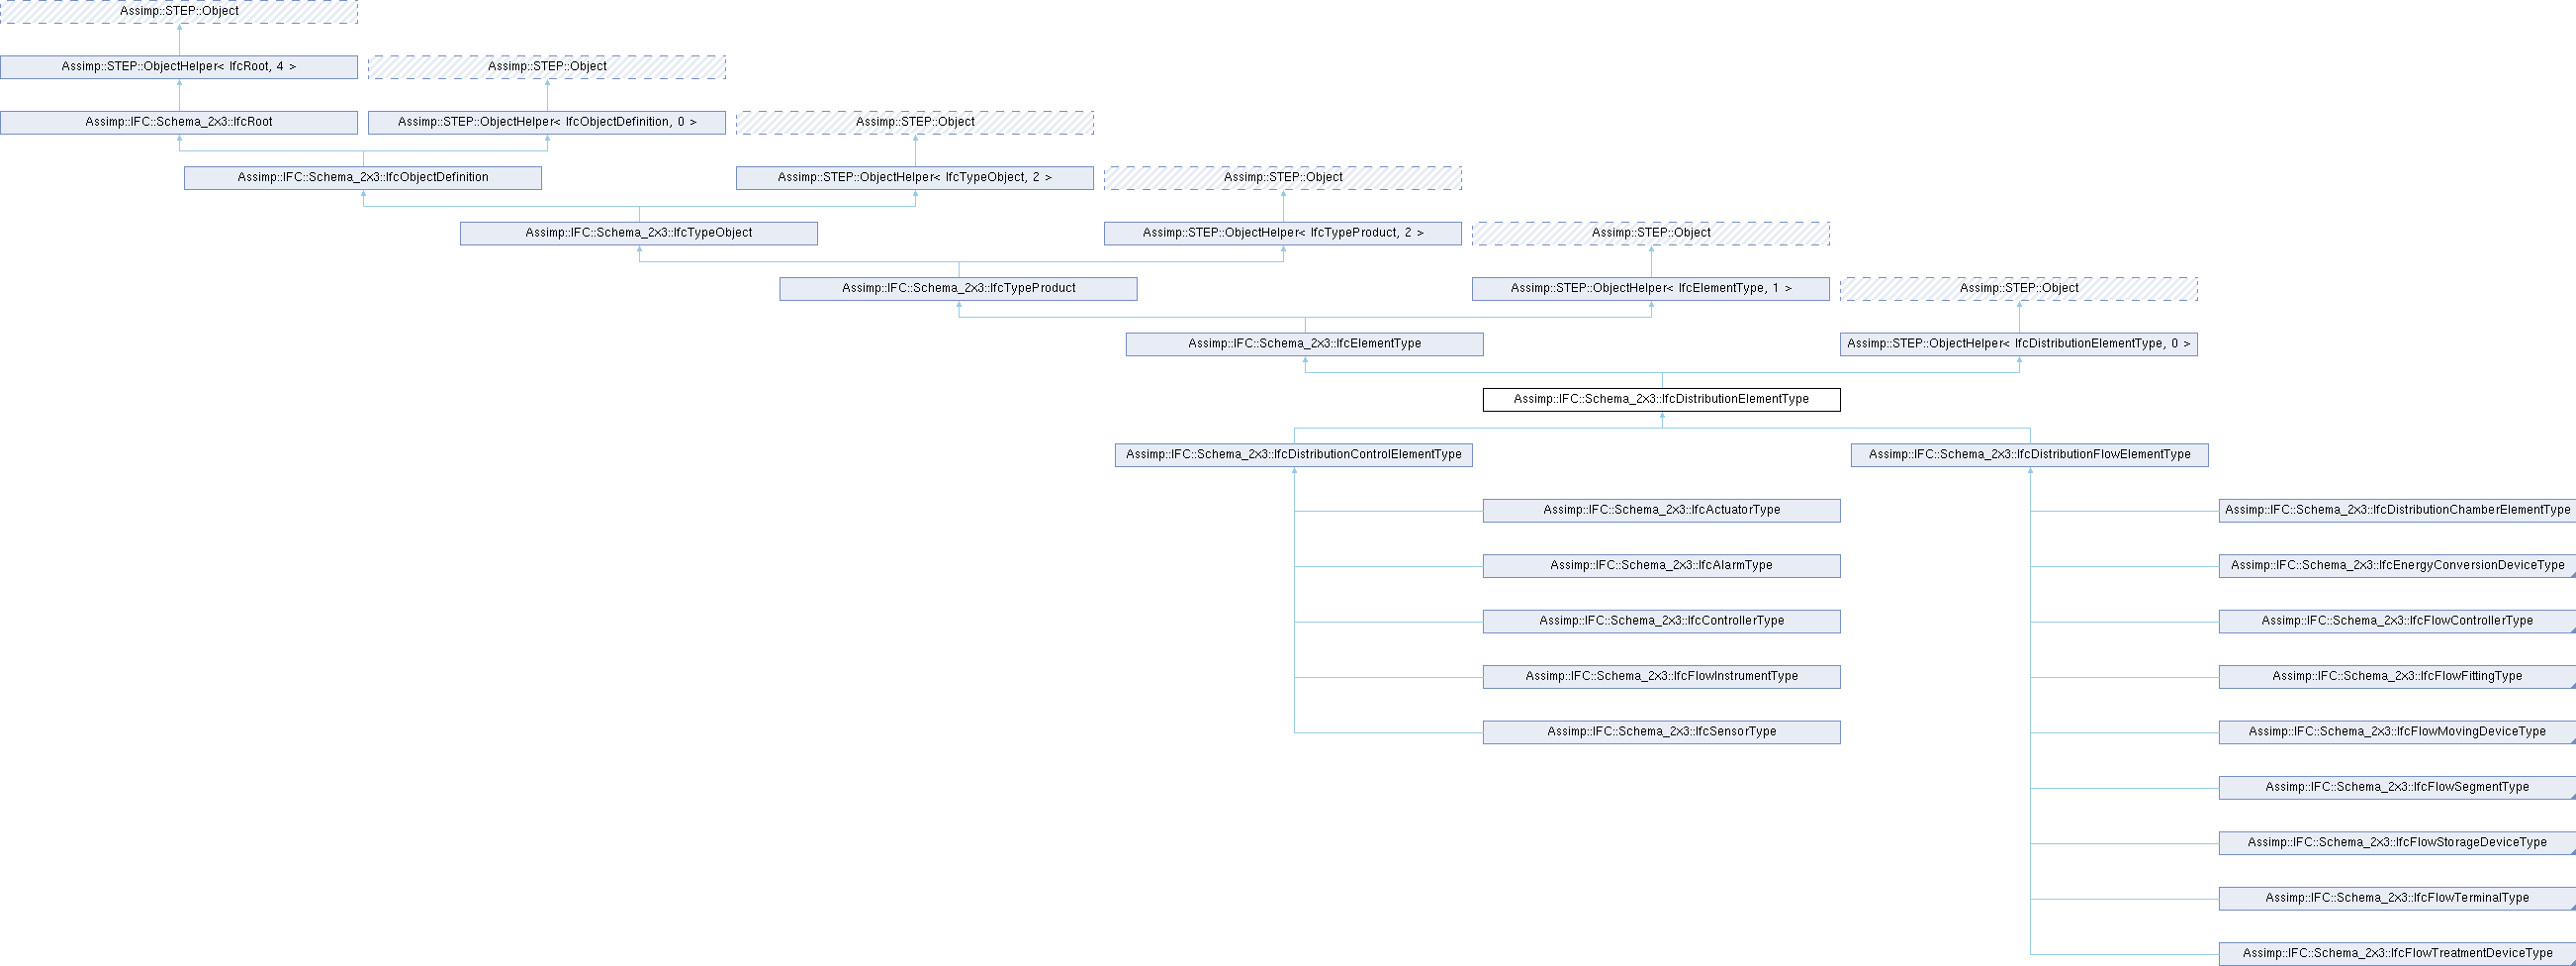 Assimp::STEP::Object
Assimp::STEP::ObjectHelper< IfcRoot, 4 >
Assimp::STEP::Object
Assimp::IFC::Schema_2x3::IfcRoot
Assimp::STEP::ObjectHelper< IfcObjectDefinition, 0 >
Assimp::STEP::Object
Assimp::IFC::Schema_2x3::IfcObjectDefinition
Assimp::STEP::ObjectHelper< IfcTypeObject, 2 >
Assimp::STEP::Object
Assimp::IFC::Schema_2x3::IfcTypeObject
Assimp::STEP::ObjectHelper< IfcTypeProduct, 2 >
Assimp::STEP::Object
Assimp::IFC::Schema_2x3::IfcTypeProduct
Assimp::STEP::ObjectHelper< IfcElementType, 1 >
Assimp::STEP::Object
Assimp::IFC::Schema_2x3::IfcElementType
Assimp::STEP::ObjectHelper< IfcDistributionElementType, 0 >
Assimp::IFC::Schema_2x3::IfcDistributionElementType
Assimp::IFC::Schema_2x3::IfcDistributionControlElementType
Assimp::IFC::Schema_2x3::IfcDistributionFlowElementType
Assimp::IFC::Schema_2x3::IfcActuatorType
Assimp::IFC::Schema_2x3::IfcDistributionChamberElementType
Assimp::IFC::Schema_2x3::IfcAlarmType
Assimp::IFC::Schema_2x3::IfcEnergyConversionDeviceType
Assimp::IFC::Schema_2x3::IfcControllerType
Assimp::IFC::Schema_2x3::IfcFlowControllerType
Assimp::IFC::Schema_2x3::IfcFlowInstrumentType
Assimp::IFC::Schema_2x3::IfcFlowFittingType
Assimp::IFC::Schema_2x3::IfcSensorType
Assimp::IFC::Schema_2x3::IfcFlowMovingDeviceType
Assimp::IFC::Schema_2x3::IfcFlowSegmentType
Assimp::IFC::Schema_2x3::IfcFlowStorageDeviceType
Assimp::IFC::Schema_2x3::IfcFlowTerminalType
Assimp::IFC::Schema_2x3::IfcFlowTreatmentDeviceType